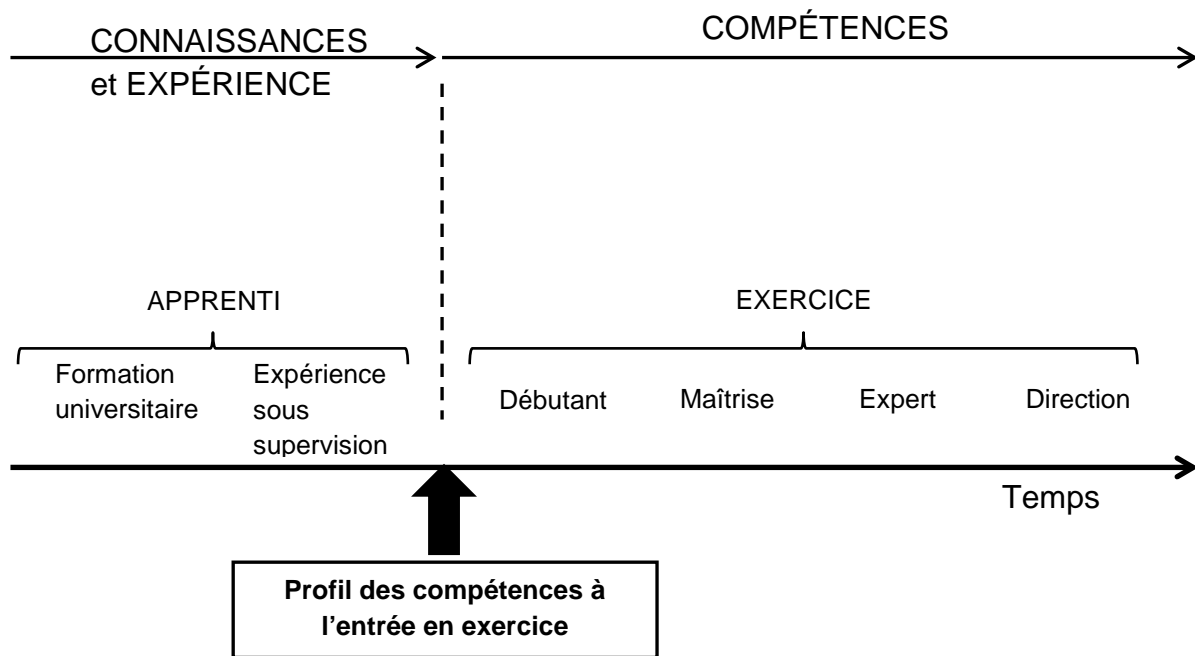 CONNAISSANCES
et EXPÉRIENCE
COMPÉTENCES
APPRENTI
EXERCICE
Formation
universitaire
Expérience
sous
supervision
Débutant
Maîtrise
Expert
Direction
Temps
Profil des compétences à
l'entrée en exercice